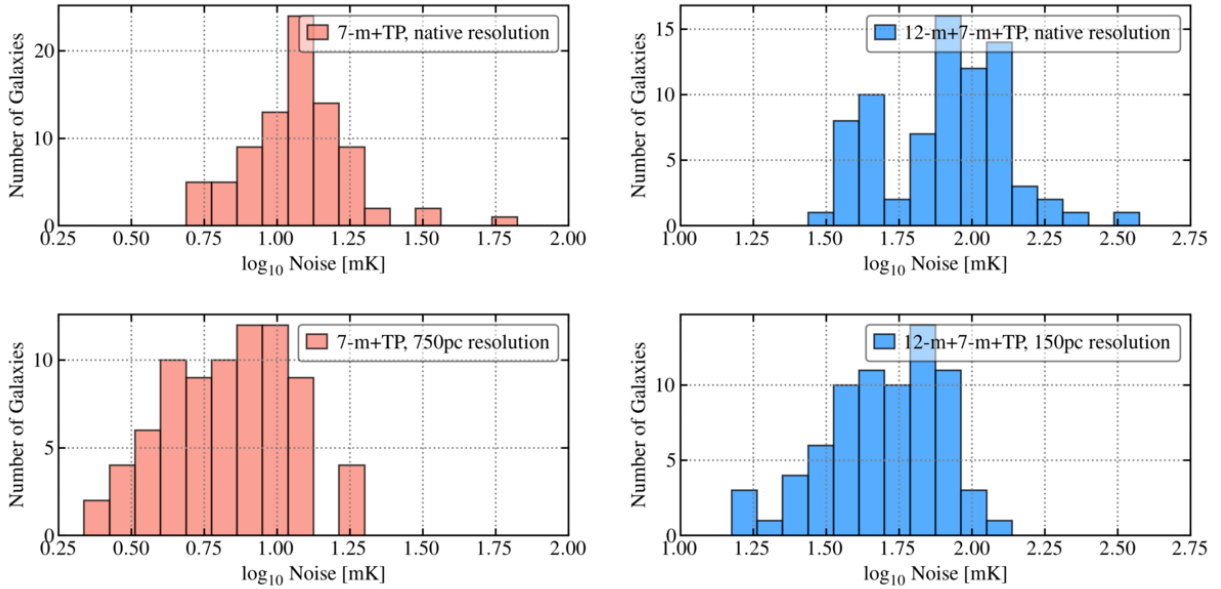 7-m+TP, native resolution
20
10
0
Number of Galaxies
0.25 0.50 0.75 1.00 1.25 1.50 1.75 2.00
log10 Noise [mK]
12-m+7-m+TP, native resolution
15
10
5
0
Number of Galaxies
1.00 1.25 1.50 1.75 2.00 2.25 2.50 2.75
log10 Noise [mK]
7-m+TP, 750pc resolution
10
5
0
Number of Galaxies
0.25 0.50 0.75 1.00 1.25 1.50 1.75 2.00
log10 Noise [mK]
12-m+7-m+TP, 150pc resolution
10
5
0
Number of Galaxies
1.00 1.25 1.50 1.75 2.00 2.25 2.50 2.75
log10 Noise [mK]